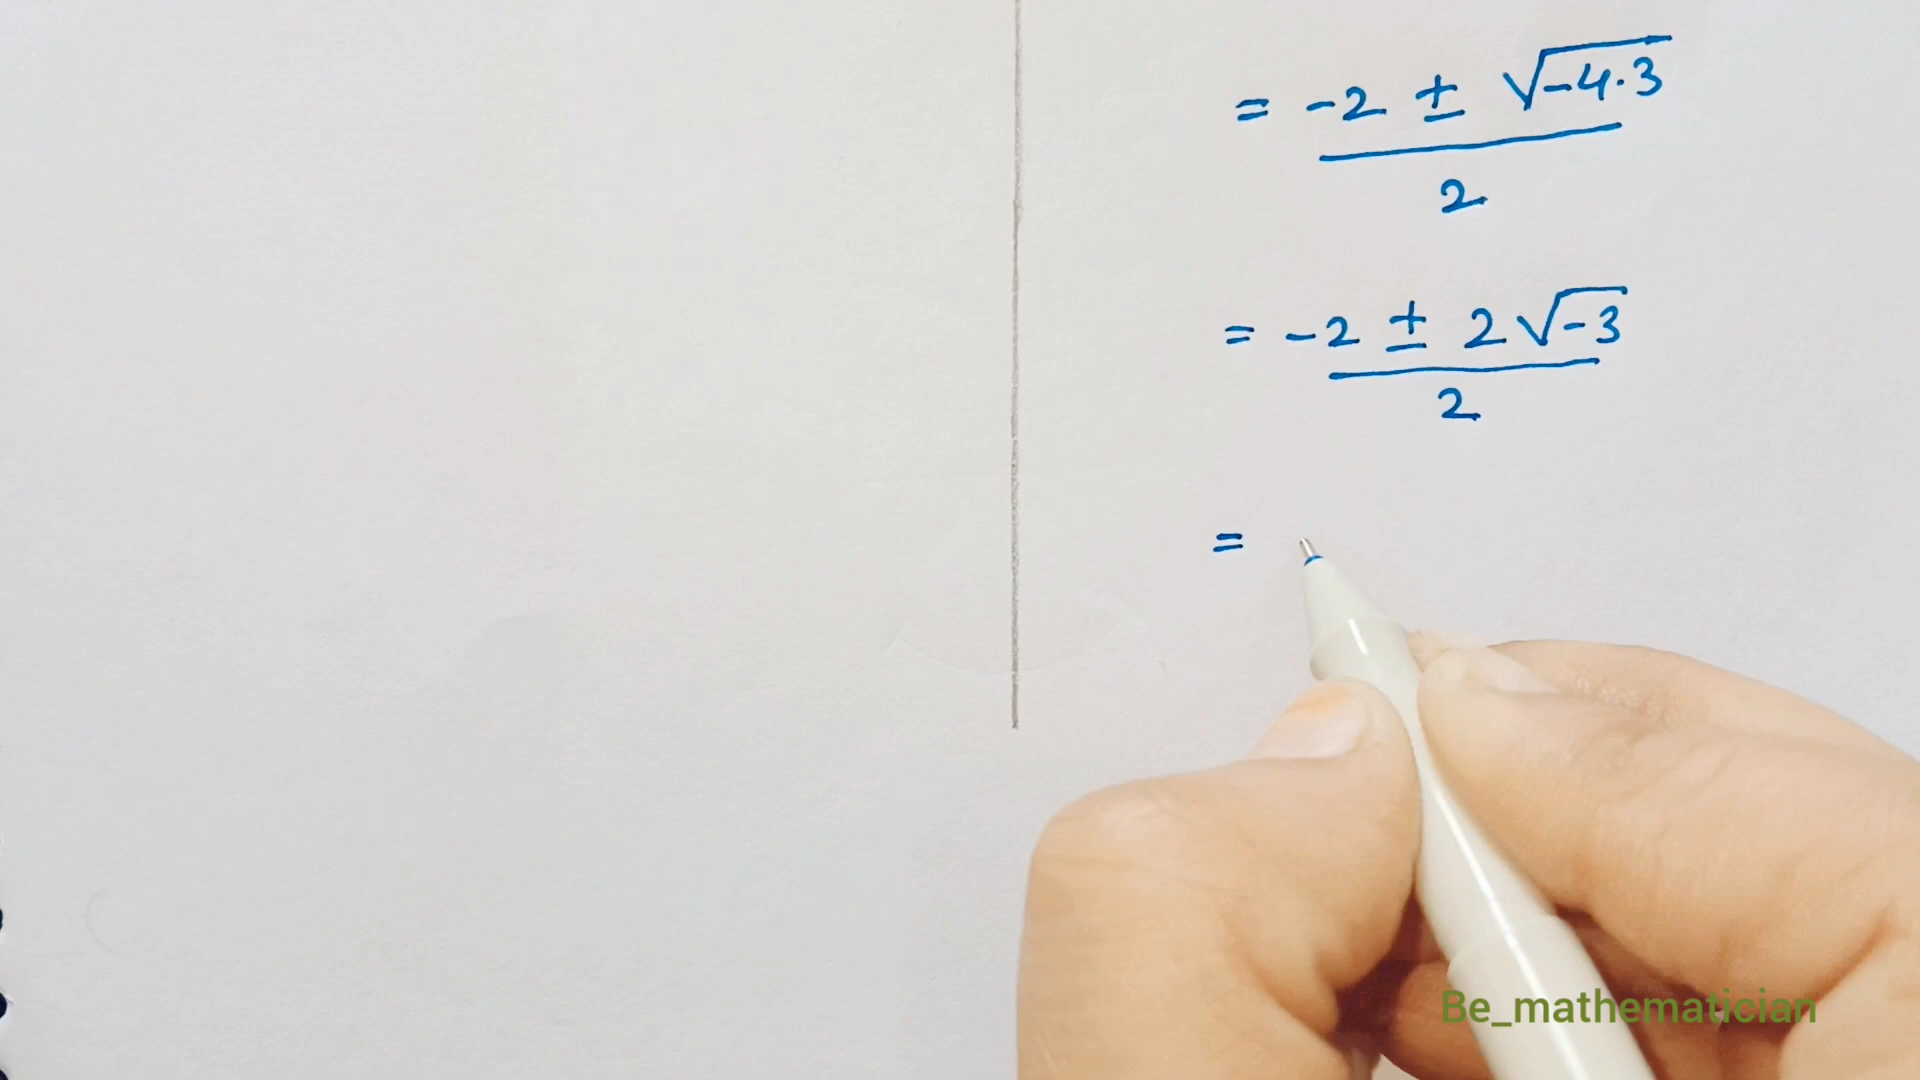 = -2 ± √-4·3
2
= -2 ± 2√-3
2
=
Be_mathematician